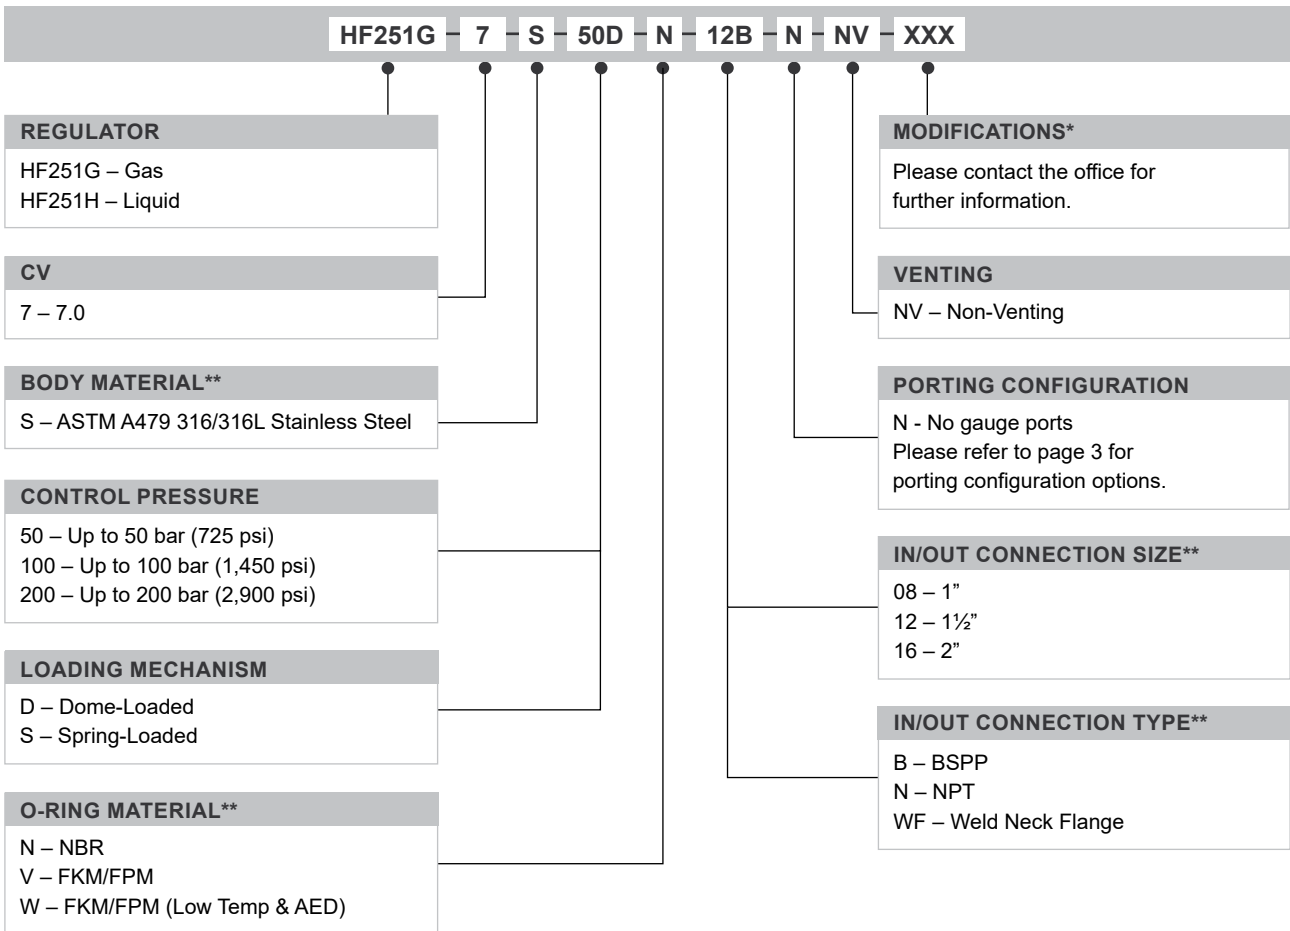 HF251G – 7 – S – 50D – N – 12B – N – NV – XXX
REGULATOR
HF251G – Gas
HF251H – Liquid
CV
7 – 7.0
BODY MATERIAL**
S – ASTM A479 316/316L Stainless Steel
CONTROL PRESSURE
50 – Up to 50 bar (725 psi)
100 – Up to 100 bar (1,450 psi)
200 – Up to 200 bar (2,900 psi)
LOADING MECHANISM
D – Dome-Loaded
S – Spring-Loaded
O-RING MATERIAL**
N – NBR
V – FKM/FPM
W – FKM/FPM (Low Temp & AED)
MODIFICATIONS*
Please contact the office for
further information.
VENTING
NV – Non-Venting
PORTING CONFIGURATION
N - No gauge ports
Please refer to page 3 for
porting configuration options.
IN/OUT CONNECTION SIZE**
08 – 1”
12 – 1½”
16 – 2”
IN/OUT CONNECTION TYPE**
B – BSPP
N – NPT
WF – Weld Neck Flange